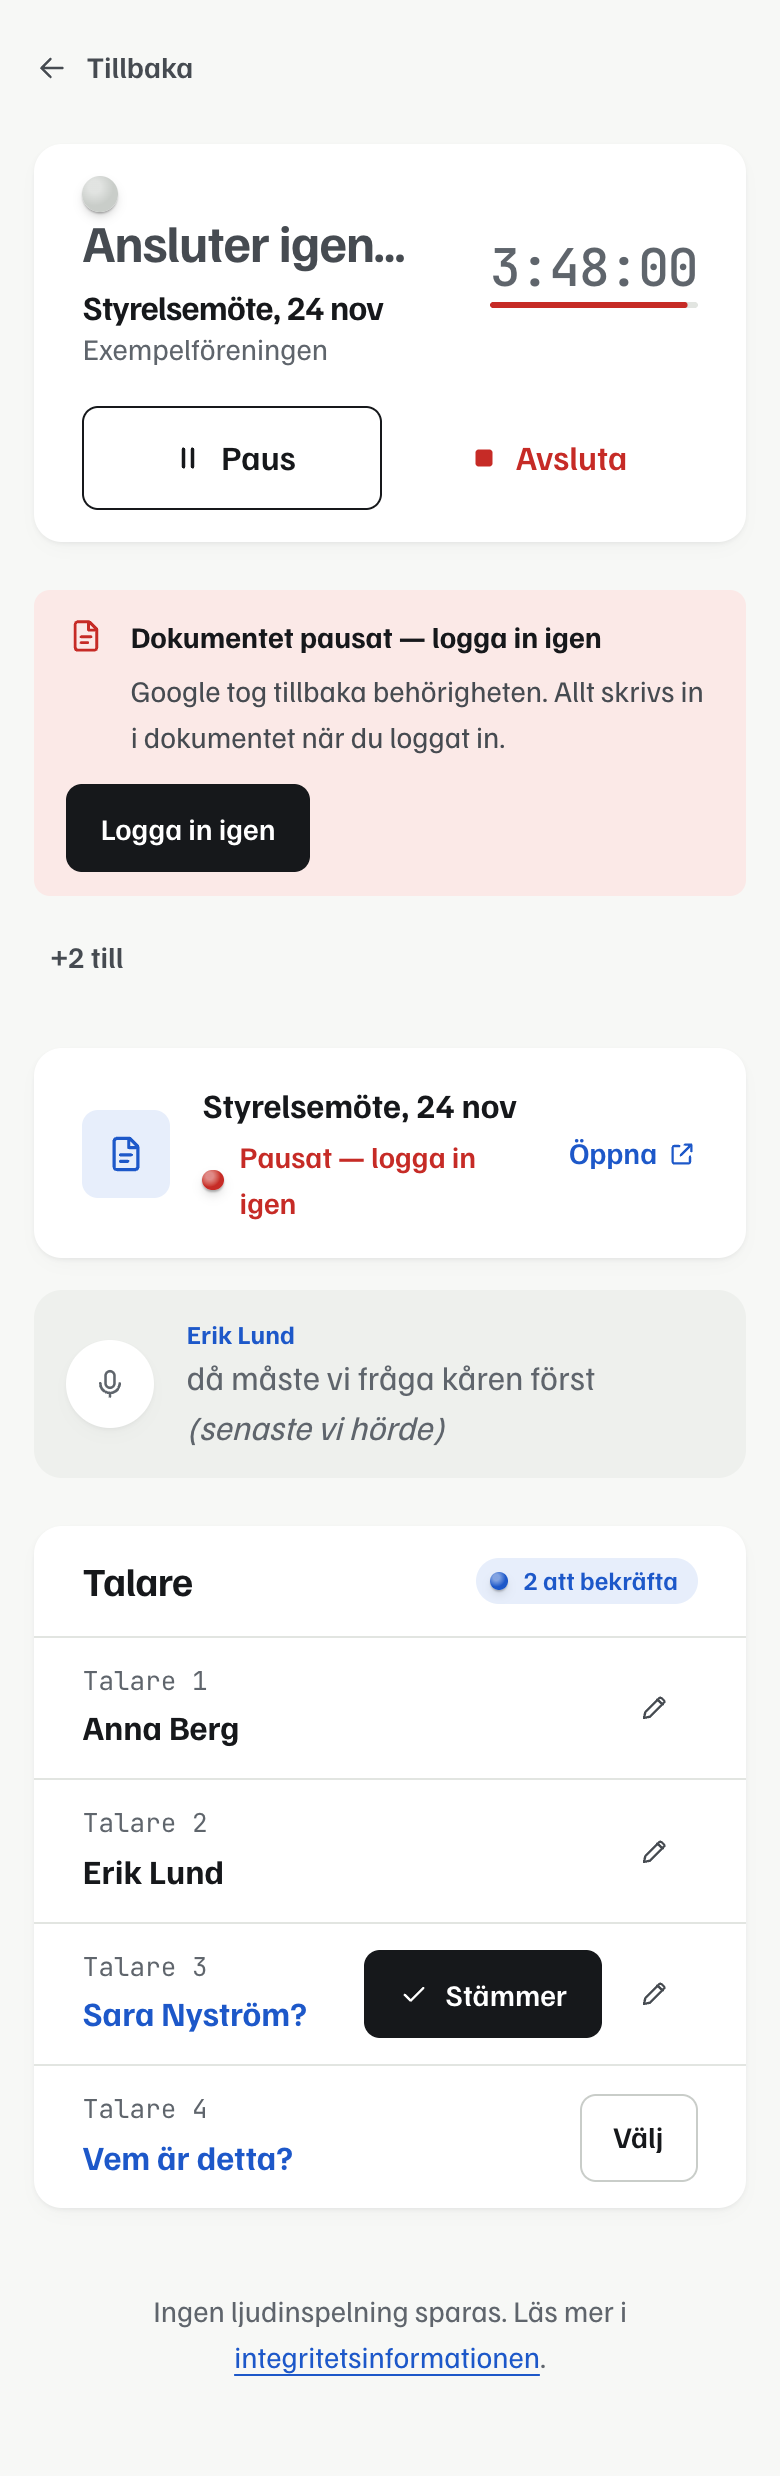 Tillbaka
Ansluter igen...
3:48:00
Styrelsemöte, 24 nov
Exempelföreningen
Paus
Avsluta
Dokumentet pausat — logga in igen
Google tog tillbaka behörigheten. Allt skrivs in
i dokumentet när du loggat in.
Logga in igen
+2 till
Styrelsemöte, 24 nov
Pausat — logga in
igen
Öppna
Erik Lund
då måste vi fråga kåren först
(senaste vi hörde)
Talare
2 att bekräfta
Talare 1
Anna Berg
Talare 2
Erik Lund
Talare 3
Sara Nyström?
Stämmer
Talare 4
Vem är detta?
Välj
Ingen ljudinspelning sparas. Läs mer i
integritetsinformationen.